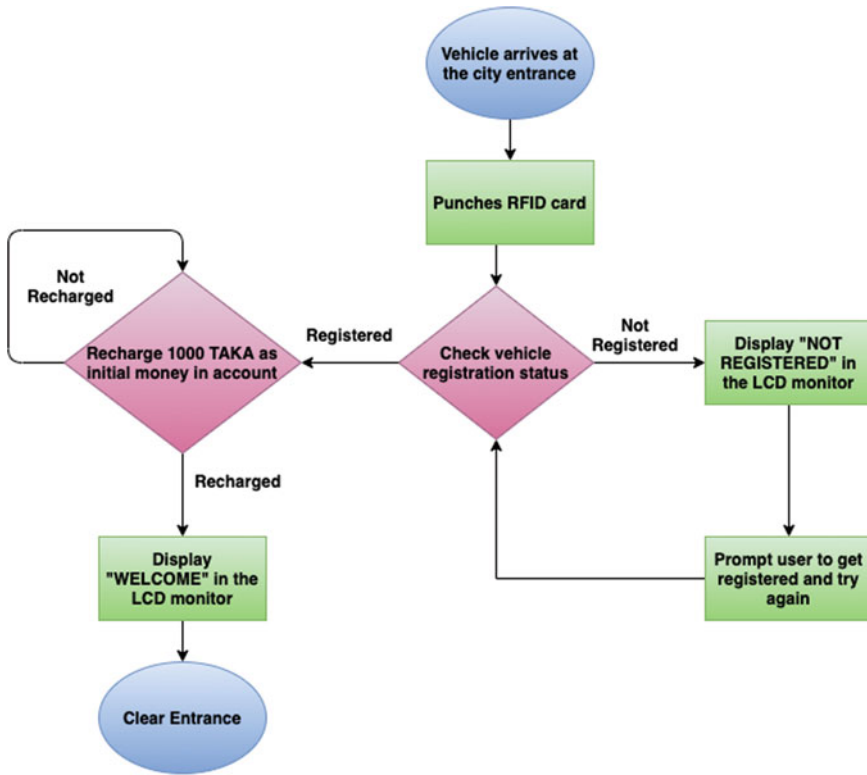 Vehicle arrives at
the city entrance
Punches RFID card
Not
Recharged
Recharge 1000 TAKA as
initial money in account
Registered
Check vehicle
registration status
Not
Registered
Display "NOT
REGISTERED" in
the LCD monitor
Recharged
Display
"WELCOME" in the
LCD monitor
Prompt user to get
registered and try
again
Clear Entrance